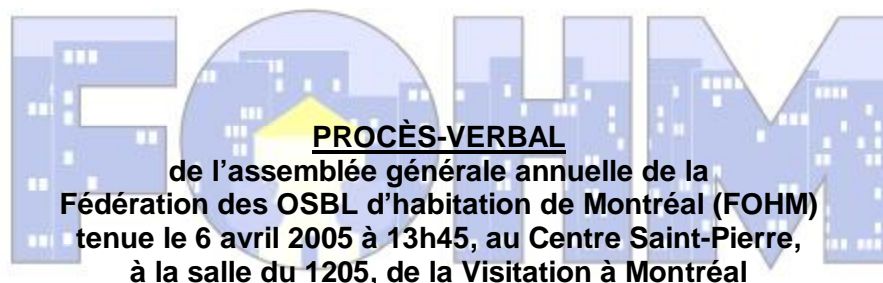 FOHM
PROCÈS-VERBAL
de l’assemblée générale annuelle de la
Fédération des OSBL d’habitation de Montréal (FOHM)
tenue le 6 avril 2005 à 13h45, au Centre Saint-Pierre,
à la salle du 1205, de la Visitation à Montréal